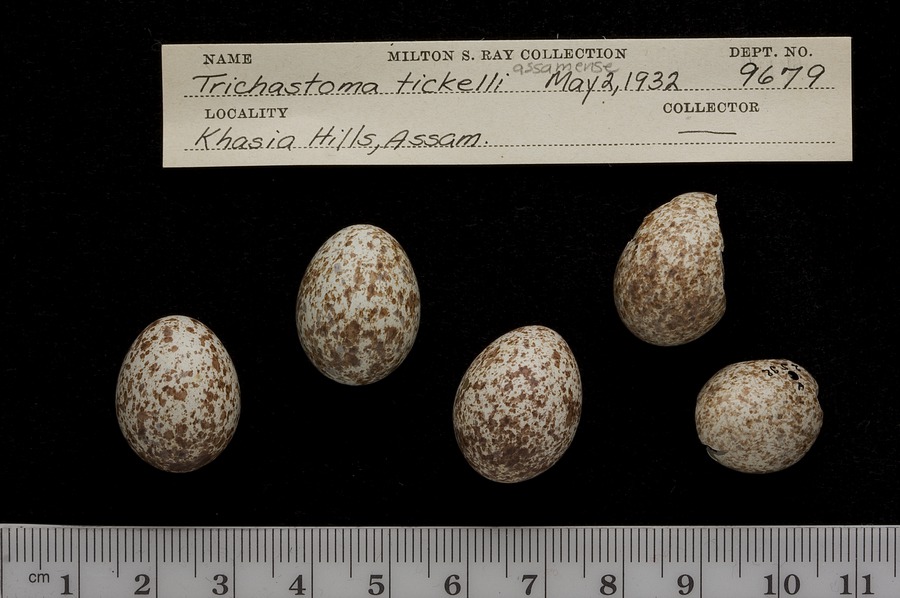 NAME MILTON S. RAY COLLECTION DEPT. NO.
assamense
Trichastoma tickelli May 2, 1932 9679
LOCALITY COLLECTOR
Khasia Hills, Assam.
cm 1 2 3 4 5 6 7 8 9 10 11